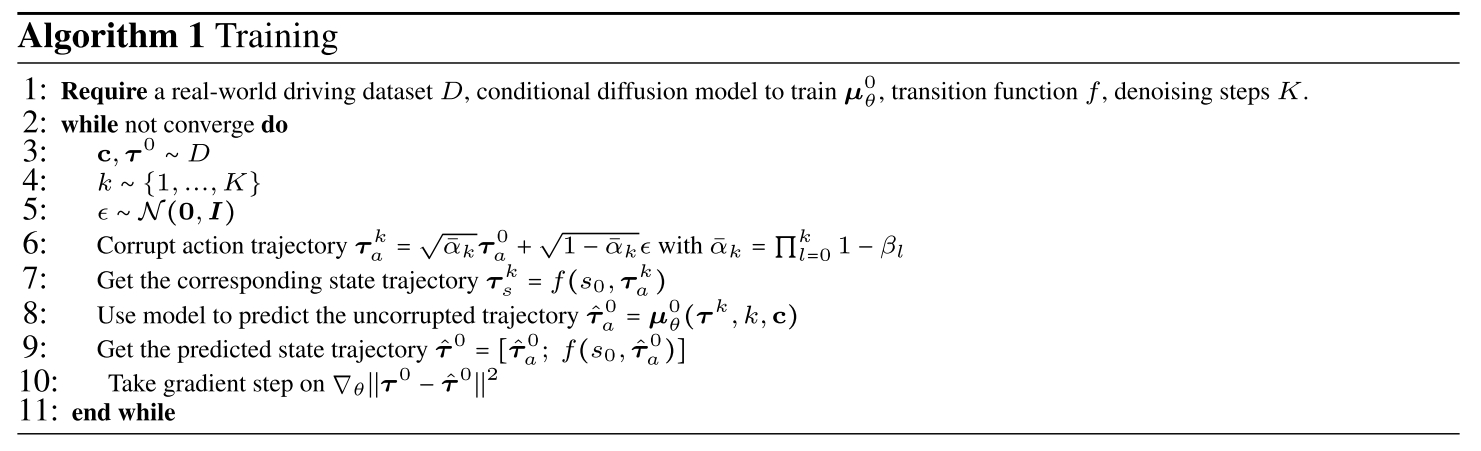 Algorithm 1 Training
1: Require a real-world driving dataset $D$, conditional diffusion model to train $\boldsymbol{\mu}_\theta^0$, transition function $f$, denoising steps $K$.
2: while not converge do
3: $\mathbf{c}, \boldsymbol{\tau}^0 \sim D$
4: $k \sim \{1, ..., K\}$
5: $\epsilon \sim \mathcal{N}(\mathbf{0}, \boldsymbol{I})$
6: Corrupt action trajectory $\boldsymbol{\tau}_a^k = \sqrt{\bar{\alpha}_k}\boldsymbol{\tau}_a^0 + \sqrt{1 - \bar{\alpha}_k}\epsilon$ with $\bar{\alpha}_k = \prod_{l=0}^k 1 - \beta_l$
7: Get the corresponding state trajectory $\boldsymbol{\tau}_s^k = f(s_0, \boldsymbol{\tau}_a^k)$
8: Use model to predict the uncorrupted trajectory $\hat{\boldsymbol{\tau}}_a^0 = \boldsymbol{\mu}_\theta^0(\boldsymbol{\tau}^k, k, \mathbf{c})$
9: Get the predicted state trajectory $\hat{\boldsymbol{\tau}}^0 = [\hat{\boldsymbol{\tau}}_a^0; f(s_0, \hat{\boldsymbol{\tau}}_a^0)]$
10: Take gradient step on $\nabla_\theta ||\boldsymbol{\tau}^0 - \hat{\boldsymbol{\tau}}^0||^2$
11: end while